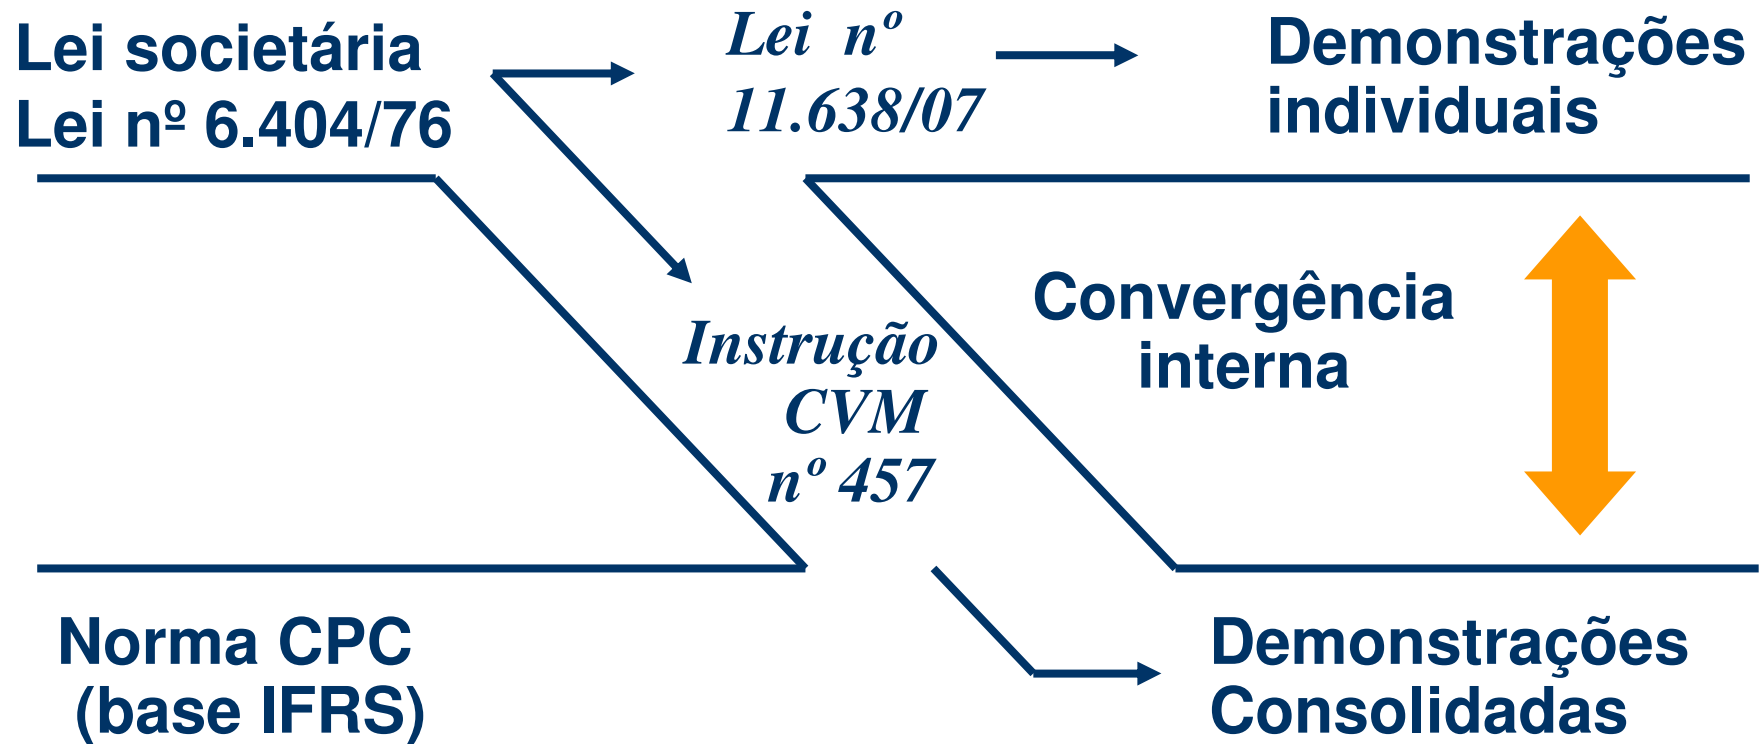 Lei societária
Lei nº 6.404/76
Lei nº
11.638/07
Demonstrações
individuais
Instrução
CVM
nº 457
Convergência
interna
Norma CPC
(base IFRS)
Demonstrações
Consolidadas